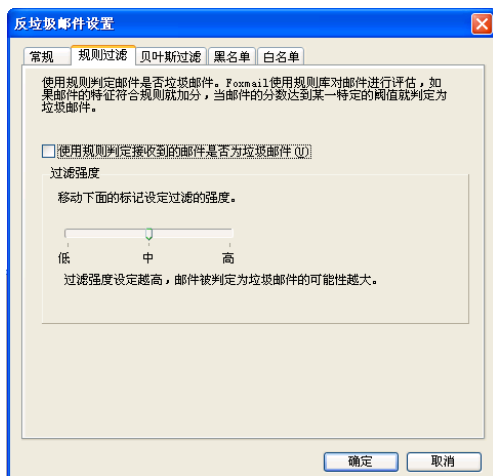 反垃圾邮件设置
常规 规则过滤 贝叶斯过滤 黑名单 白名单
使用规则判定邮件是否垃圾邮件。Foxmail使用规则库对邮件进行评估，如
果邮件的特征符合规则就加分，当邮件的分数达到某一特定的阈值就判定为
垃圾邮件。
使用规则判定接收到的邮件是否为垃圾邮件(U)
过滤强度
移动下面的标记设定过滤的强度。
低 中 高
过滤强度设定越高，邮件被判定为垃圾邮件的可能性越大。
确定 取消